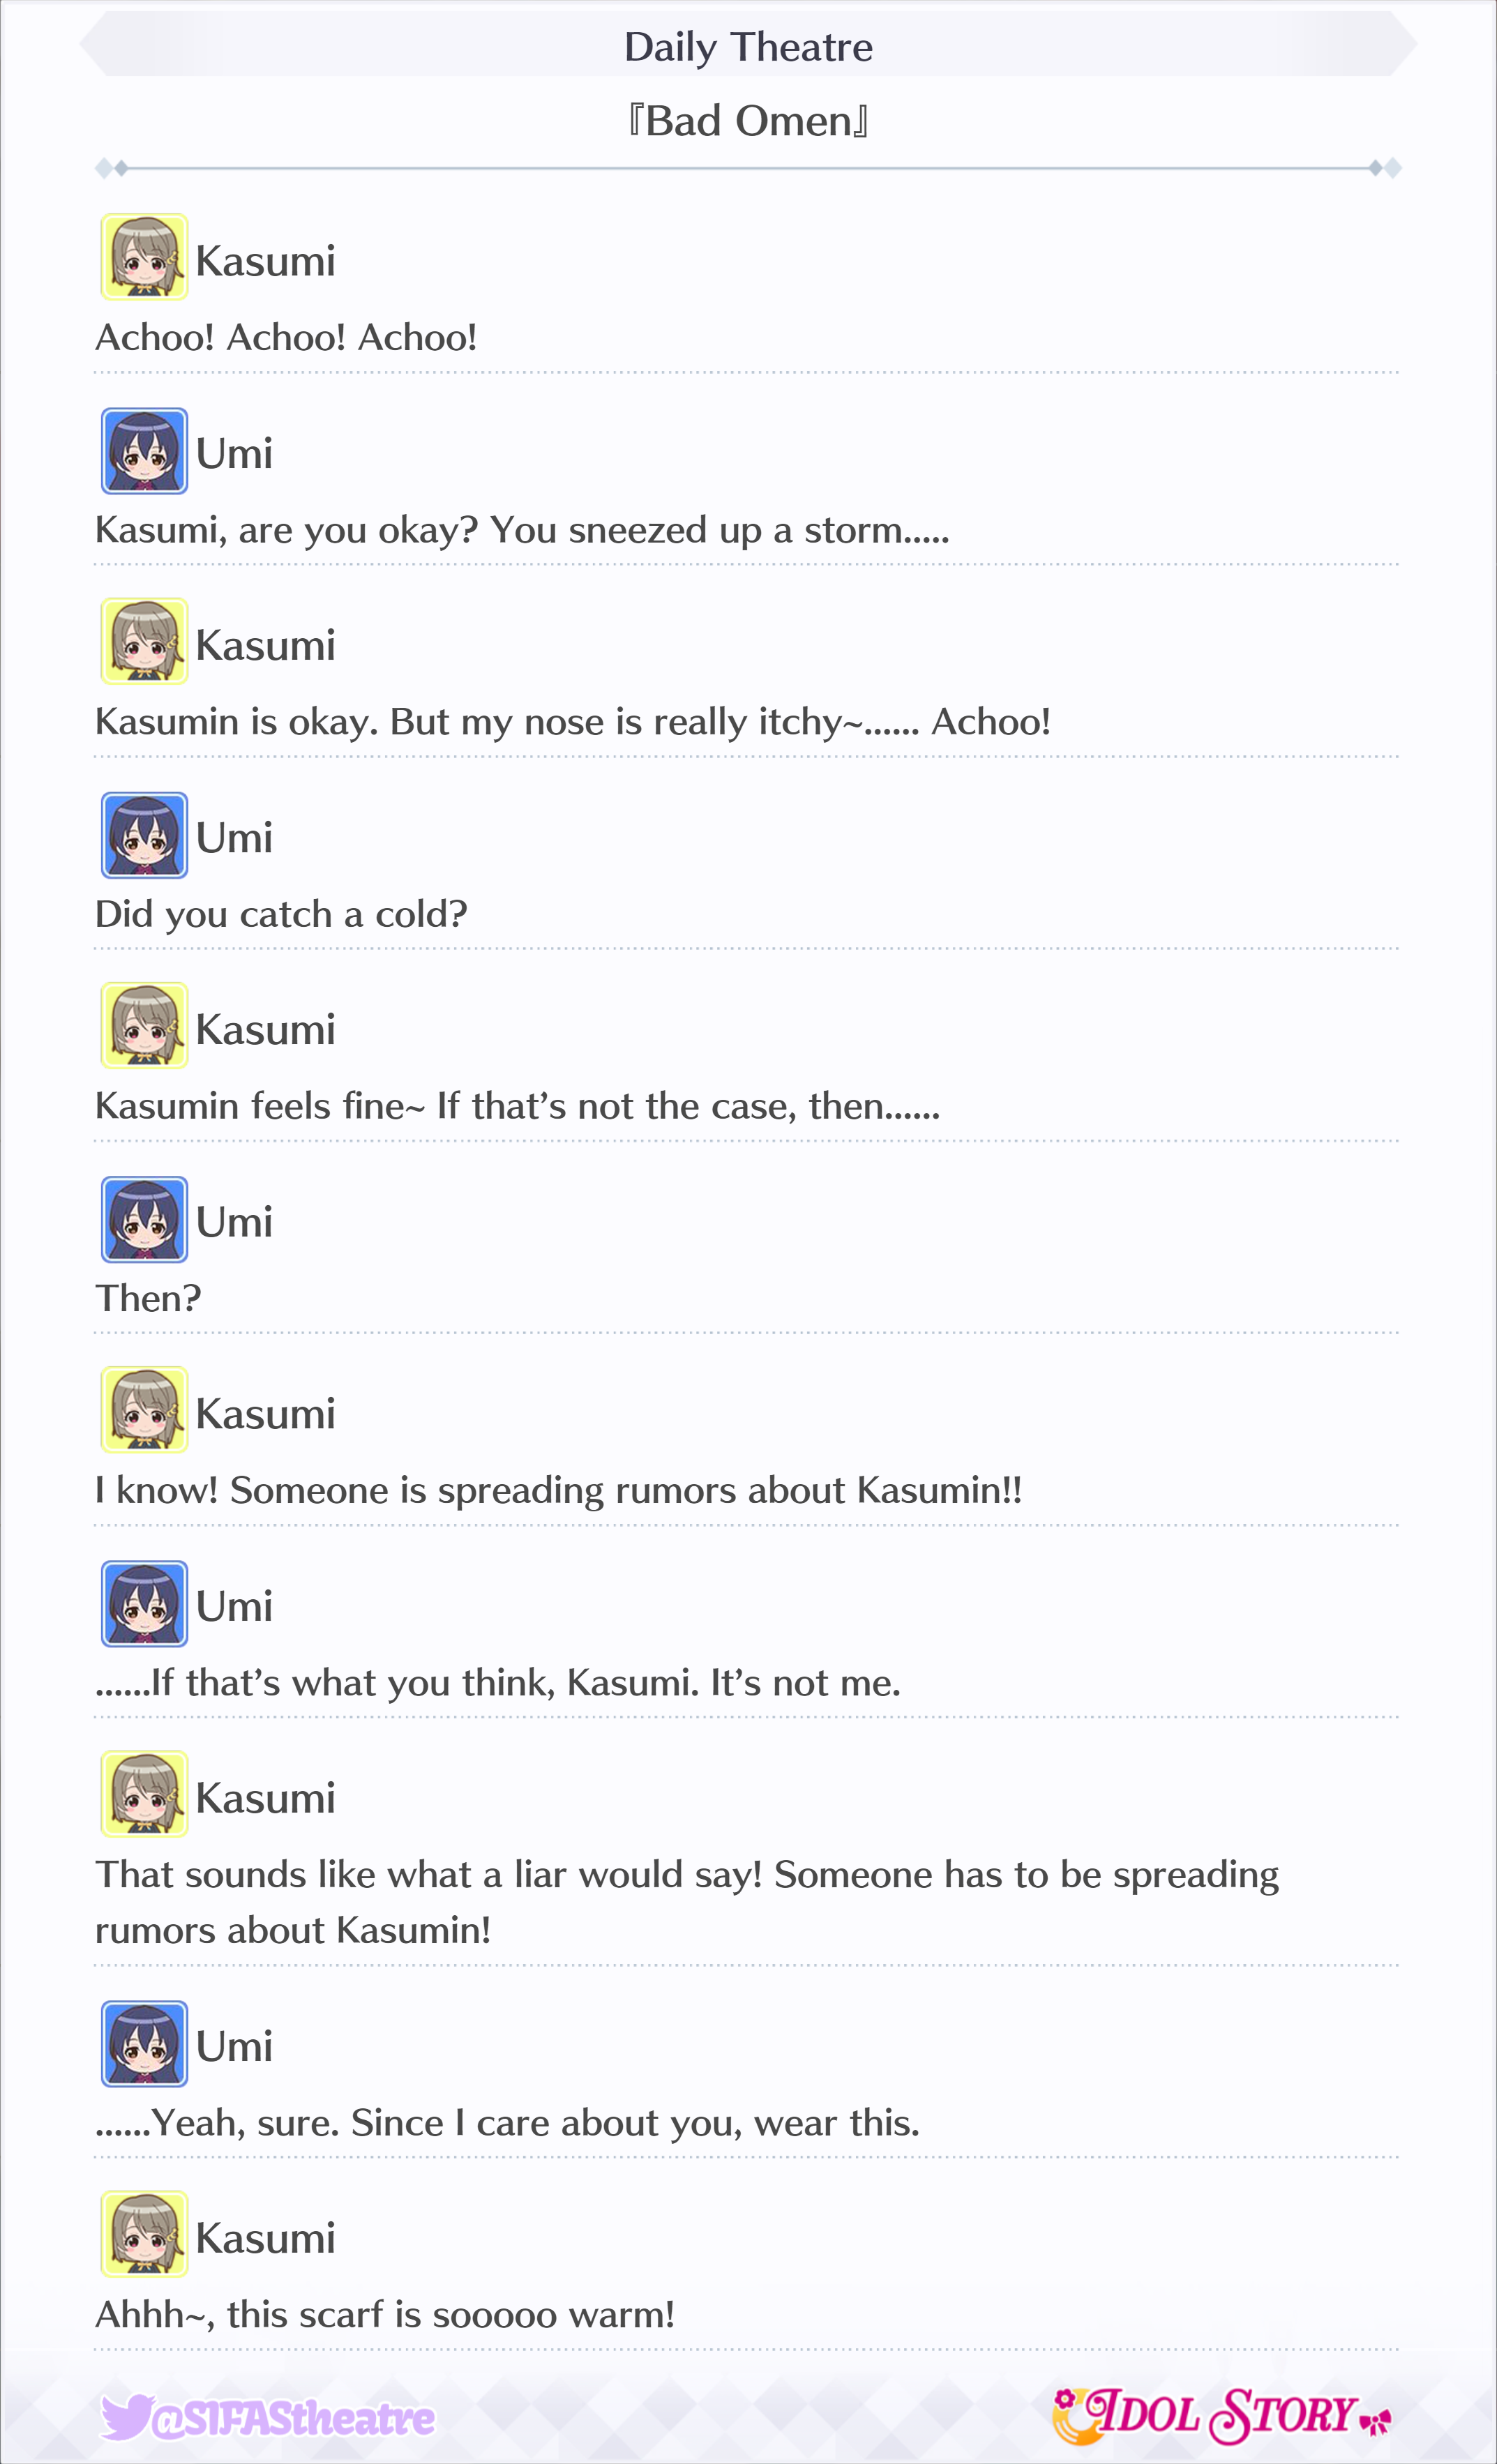 Daily Theatre
『Bad Omen』
Kasumi
Achoo! Achoo! Achoo!
Umi
Kasumi, are you okay? You sneezed up a storm.....
Kasumi
Kasumin is okay. But my nose is really itchy~...... Achoo!
Umi
Did you catch a cold?
Kasumi
Kasumin feels fine~ If that’s not the case, then......
Umi
Then?
Kasumi
I know! Someone is spreading rumors about Kasumin!!
Umi
......If that’s what you think, Kasumi. It’s not me.
Kasumi
That sounds like what a liar would say! Someone has to be spreading
rumors about Kasumin!
Umi
......Yeah, sure. Since I care about you, wear this.
Kasumi
Ahhh~, this scarf is sooooo warm!
@SIFAStheatre
IDOL STORY